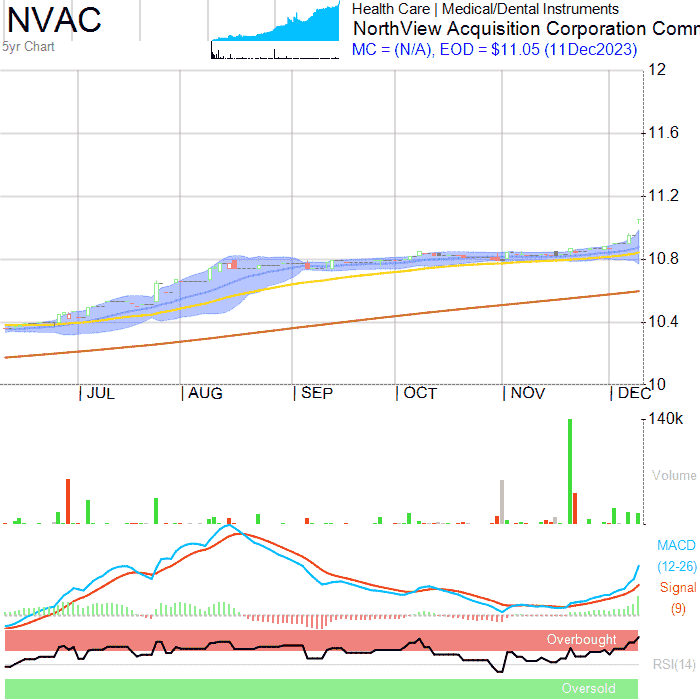 NVAC
5yr Chart
Health Care | Medical/Dental Instruments
NorthView Acquisition Corporation Comm
MC = (N/A), EOD = $11.05 (11Dec2023)
12
11.6
11.2
10.8
10.4
10
JUL
AUG
SEP
OCT
NOV
DEC
140k
Volume
MACD
(12-26)
Signal
(9)
Overbought
RSI(14)
Oversold